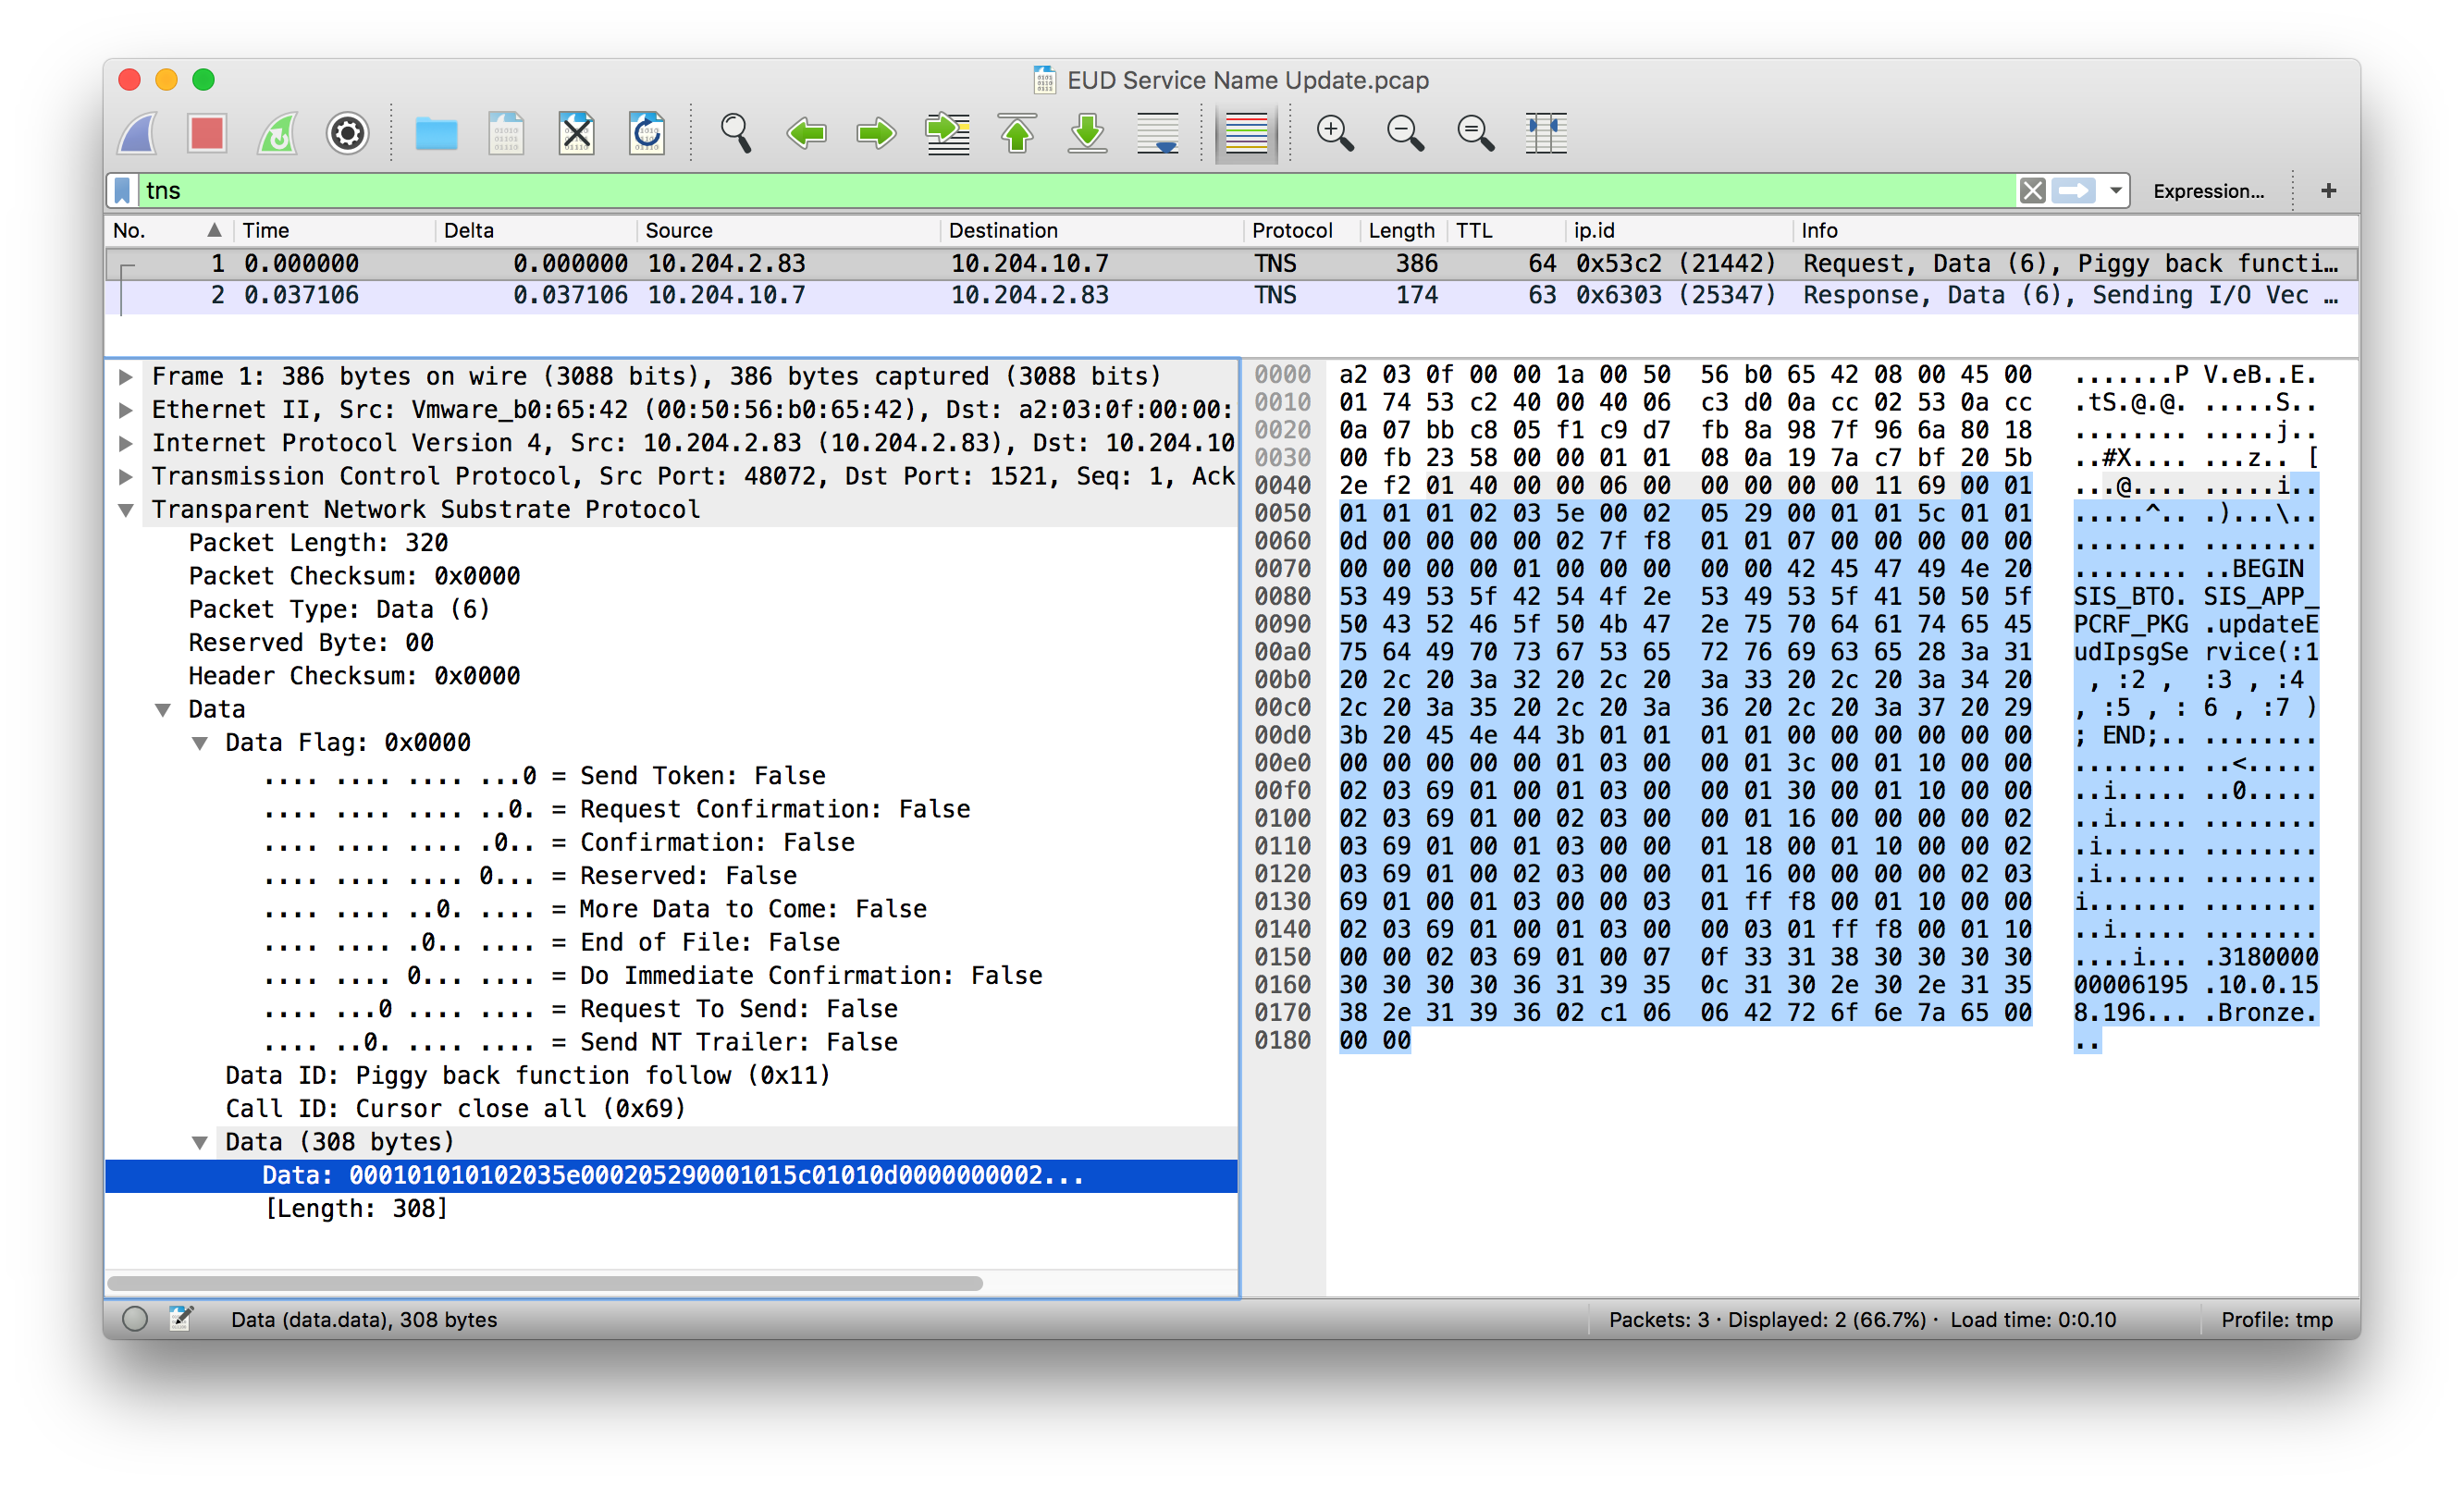 EUD Service Name Update.pcap
tns
Expression...
+
No. Time Delta Source Destination Protocol Length TTL ip.id Info
1 0.000000 0.000000 10.204.2.83 10.204.10.7 TNS 386 64 0x53c2 (21442) Request, Data (6), Piggy back functi…
2 0.037106 0.037106 10.204.10.7 10.204.2.83 TNS 174 63 0x6303 (25347) Response, Data (6), Sending I/O Vec …
Frame 1: 386 bytes on wire (3088 bits), 386 bytes captured (3088 bits)
Ethernet II, Src: Vmware_b0:65:42 (00:50:56:b0:65:42), Dst: a2:03:0f:00:00:
Internet Protocol Version 4, Src: 10.204.2.83 (10.204.2.83), Dst: 10.204.10
Transmission Control Protocol, Src Port: 48072, Dst Port: 1521, Seq: 1, Ack
Transparent Network Substrate Protocol
Packet Length: 320
Packet Checksum: 0x0000
Packet Type: Data (6)
Reserved Byte: 00
Header Checksum: 0x0000
Data
Data Flag: 0x0000
.... .... .... ...0 = Send Token: False
.... .... .... ..0. = Request Confirmation: False
.... .... .... .0.. = Confirmation: False
.... .... .... 0... = Reserved: False
.... .... ..0. .... = More Data to Come: False
.... .... .0.. .... = End of File: False
.... .... 0... .... = Do Immediate Confirmation: False
.... ...0 .... .... = Request To Send: False
.... ..0. .... .... = Send NT Trailer: False
Data ID: Piggy back function follow (0x11)
Call ID: Cursor close all (0x69)
Data (308 bytes)
Data: 000101010102035e000205290001015c01010d0000000002...
[Length: 308]
0000 a2 03 0f 00 00 1a 00 50 56 b0 65 42 08 00 45 00 .......P V.eB..E.
0010 01 74 53 c2 40 00 40 06 c3 d0 0a cc 02 53 0a cc .tS.@.@. .....S..
0020 0a 07 bb c8 05 f1 c9 d7 fb 8a 98 7f 96 6a 80 18 ........ .....j..
0030 00 fb 23 58 00 00 01 01 08 0a 19 7a c7 bf 20 5b ..#X.... ...z.. [
0040 2e f2 01 40 00 00 06 00 00 00 00 00 11 69 00 01 ...@.... .....i..
0050 01 01 01 02 03 5e 00 02 05 29 00 01 01 5c 01 01 .....^.. .)...\..
0060 0d 00 00 00 00 02 7f f8 01 01 07 00 00 00 00 00 ........ ........
0070 00 00 00 00 01 00 00 00 00 00 42 45 47 49 4e 20 ........ ..BEGIN
0080 53 49 53 5f 42 54 4f 2e 53 49 53 5f 41 50 50 5f SIS_BTO. SIS_APP_
0090 50 43 52 46 5f 50 4b 47 2e 75 70 64 61 74 65 45 PCRF_PKG .updateE
00a0 75 64 49 70 73 67 53 65 72 76 69 63 65 28 3a 31 udIpsgSe rvice(:1
00b0 20 2c 20 3a 32 20 2c 20 3a 33 20 2c 20 3a 34 20 , :2 , :3 , :4
00c0 2c 20 3a 35 20 2c 20 3a 36 20 2c 20 3a 37 20 29 , :5 , : 6 , :7 )
00d0 3b 20 45 4e 44 3b 01 01 01 01 00 00 00 00 00 00 ; END;.. ........
00e0 00 00 00 00 00 01 03 00 00 01 3c 00 01 10 00 00 ........ ..<.....
00f0 02 03 69 01 00 01 03 00 00 01 30 00 01 10 00 00 ..i..... ..0.....
0100 02 03 69 01 00 02 03 00 00 01 16 00 00 00 00 02 ..i..... ........
0110 03 69 01 00 01 03 00 00 01 18 00 01 10 00 00 02 .i...... ........
0120 03 69 01 00 02 03 00 00 01 16 00 00 00 00 02 03 .i...... ........
0130 69 01 00 01 03 00 00 03 01 ff f8 00 01 10 00 00 i....... ........
0140 02 03 69 01 00 01 03 00 00 03 01 ff f8 00 01 10 ..i..... ........
0150 00 00 02 03 69 01 00 07 0f 33 31 38 30 30 30 30 ....i... .3180000
0160 30 30 30 30 36 31 39 35 0c 31 30 2e 30 2e 31 35 00006195 .10.0.15
0170 38 2e 31 39 36 02 c1 06 06 42 72 6f 6e 7a 65 00 8.196... .Bronze.
0180 00 00 ..
Data (data.data), 308 bytes
Packets: 3 · Displayed: 2 (66.7%) · Load time: 0:0.10
Profile: tmp